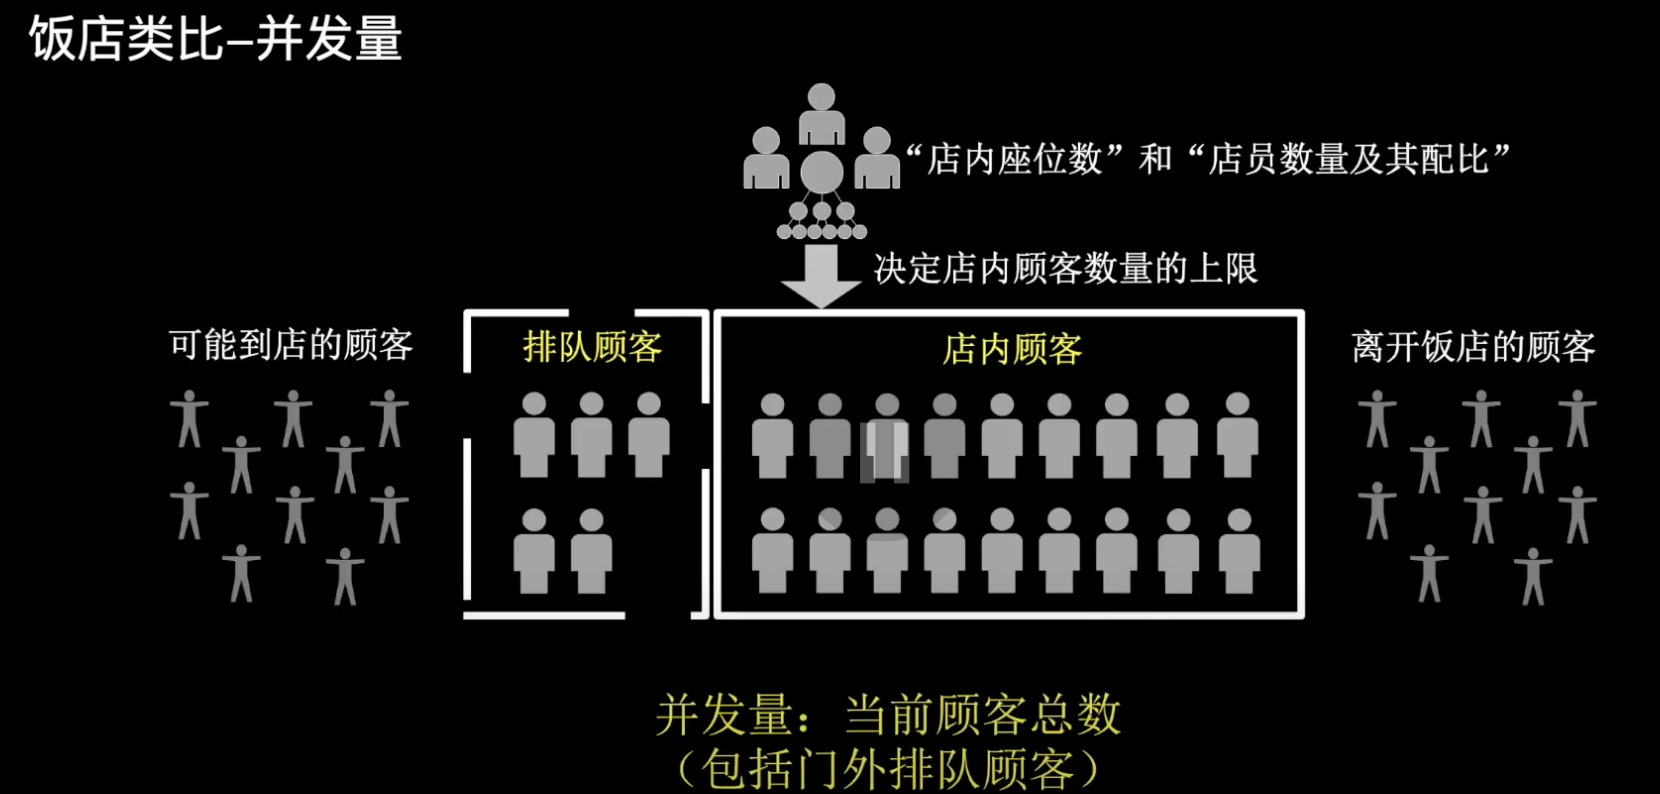 饭店类比–并发量
“店内座位数”和“店员数量及其配比”
决定店内顾客数量的上限
可能到店的顾客
排队顾客
店内顾客
离开饭店的顾客
并发量：当前顾客总数
（包括门外排队顾客）